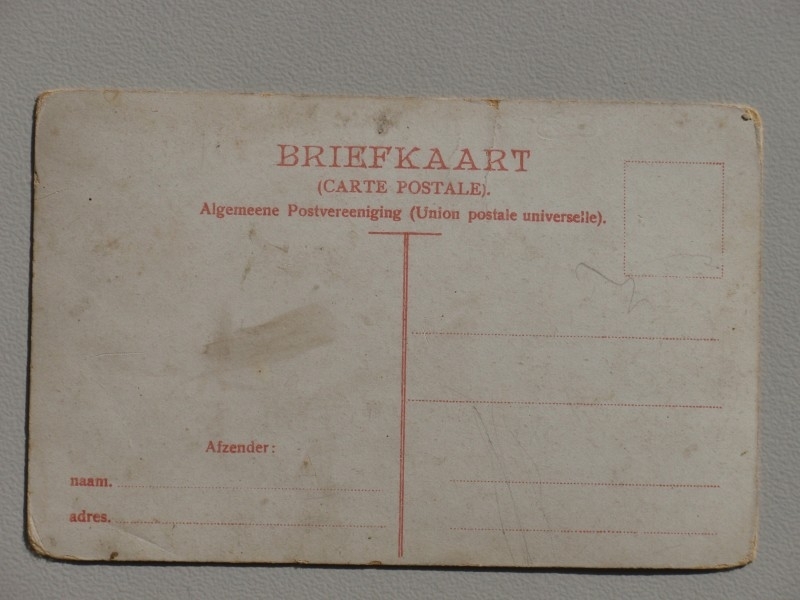 BRIEFKAART
(CARTE POSTALE).
Algemeene Postvereeniging (Union postale universelle).
Afzender:
naam.
adres.